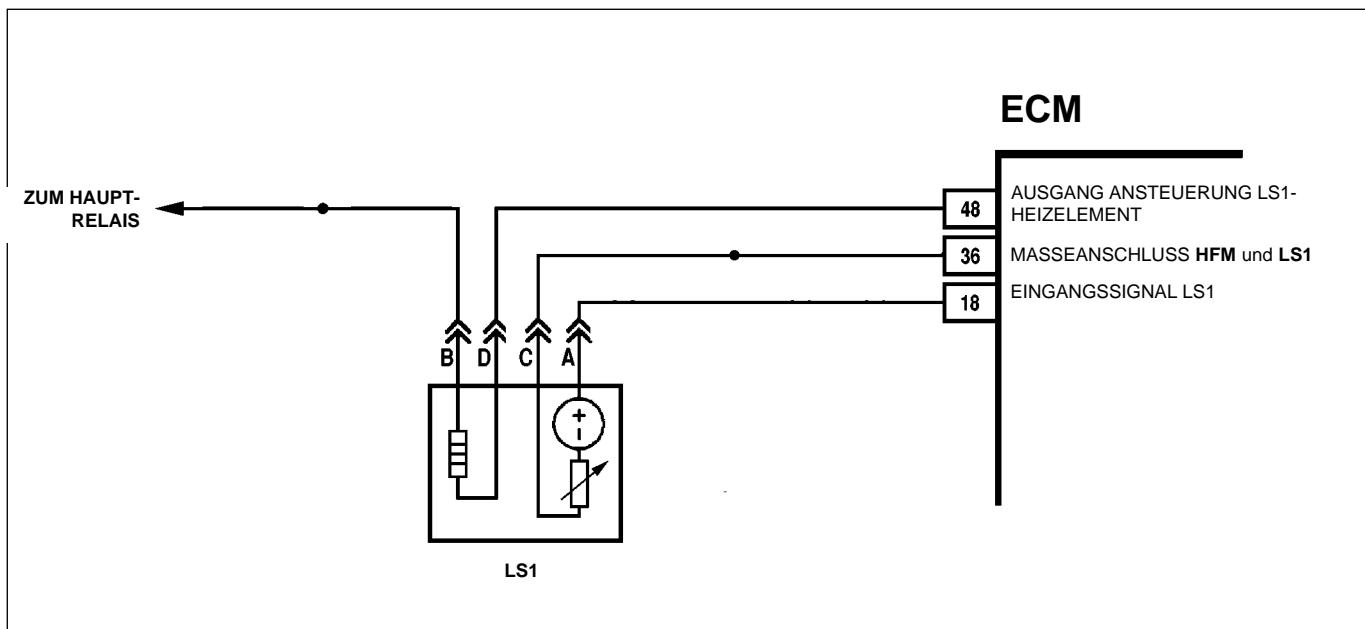 ECM
ZUM HAUPT-
RELAIS
48
AUSGANG ANSTEUERUNG LS1-
HEIZELEMENT
36
MASSEANSCHLUSS HFM und LS1
18
EINGANGSSIGNAL LS1
B D C A
+
-
LS1